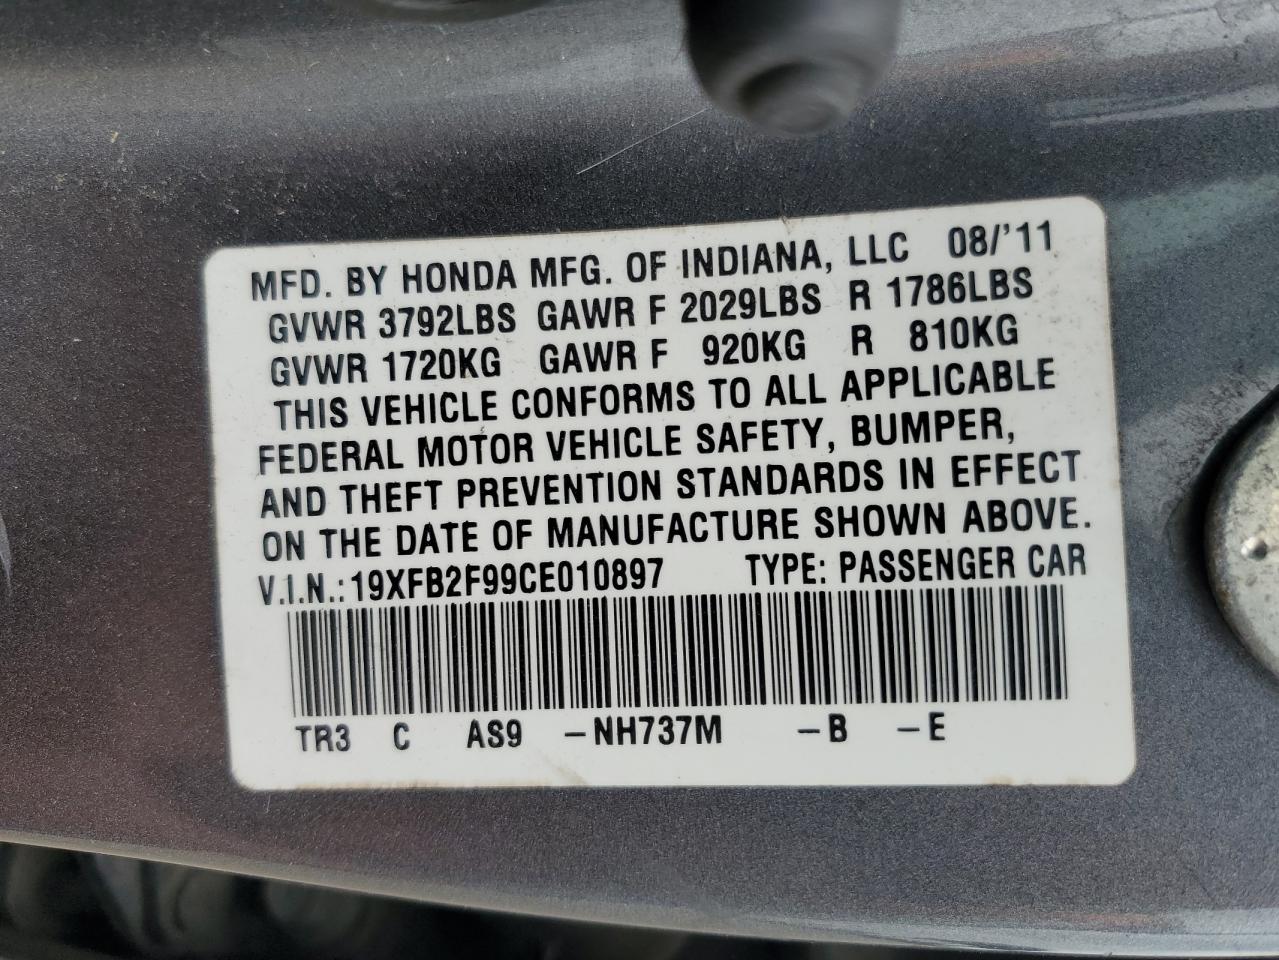 MFD. BY HONDA MFG. OF INDIANA, LLC 08/'11
GVWR 3792LBS GAWR F 2029LBS R 1786LBS
GVWR 1720KG GAWR F 920KG R 810KG
THIS VEHICLE CONFORMS TO ALL APPLICABLE
FEDERAL MOTOR VEHICLE SAFETY, BUMPER,
AND THEFT PREVENTION STANDARDS IN EFFECT
ON THE DATE OF MANUFACTURE SHOWN ABOVE.
V.I.N.: 19XFB2F99CE010897 TYPE: PASSENGER CAR
TR3 C AS9 –NH737M –B –E